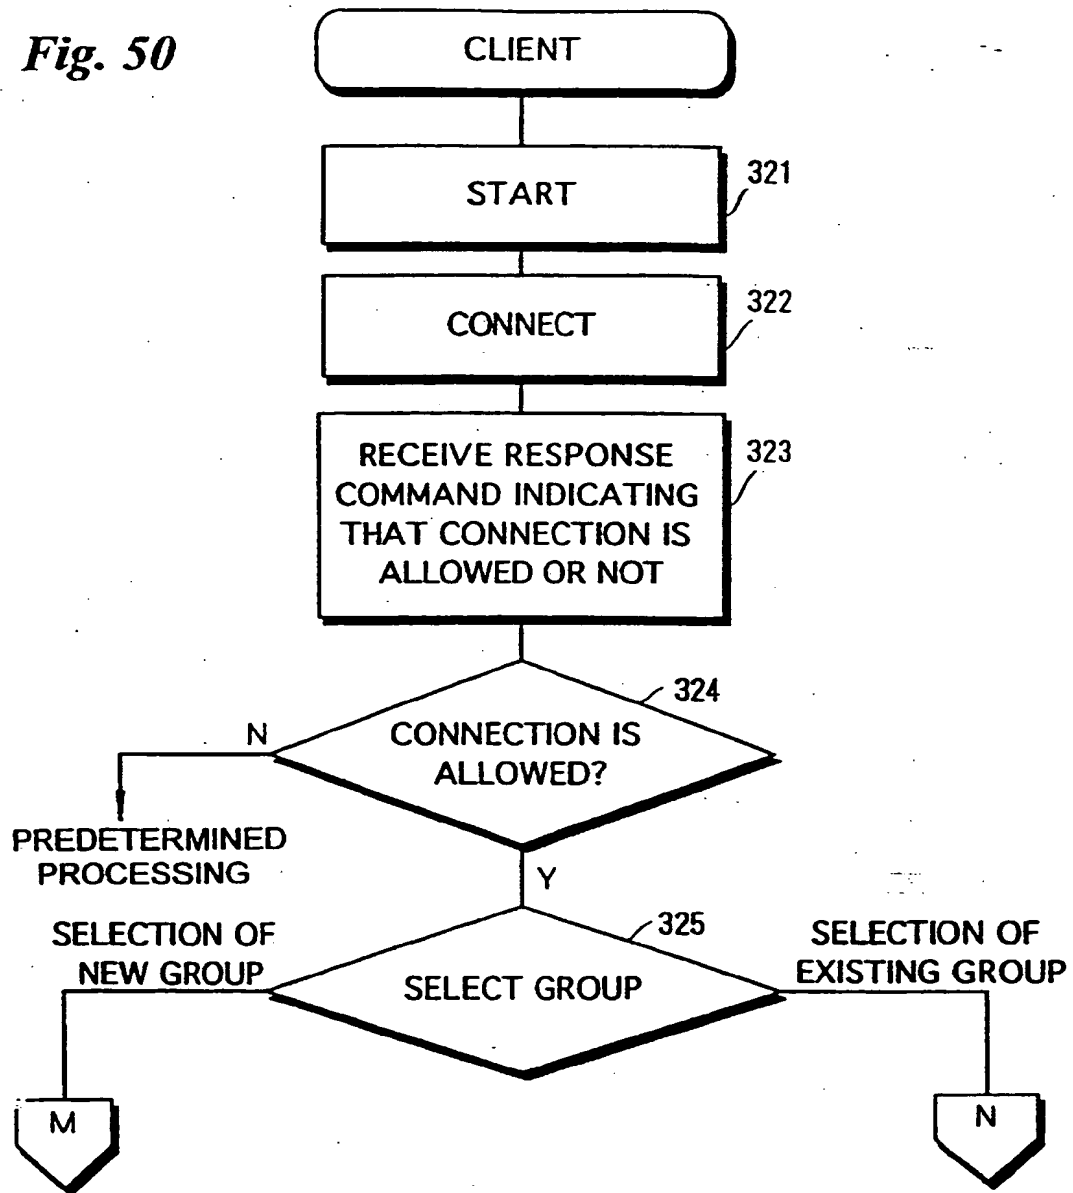 Fig. 50
CLIENT
START
321
CONNECT
322
RECEIVE RESPONSE
COMMAND INDICATING
THAT CONNECTION IS
ALLOWED OR NOT
323
324
CONNECTION IS
ALLOWED?
N
PREDETERMINED
PROCESSING
Y
325
SELECT GROUP
SELECTION OF
NEW GROUP
SELECTION OF
EXISTING GROUP
M
N